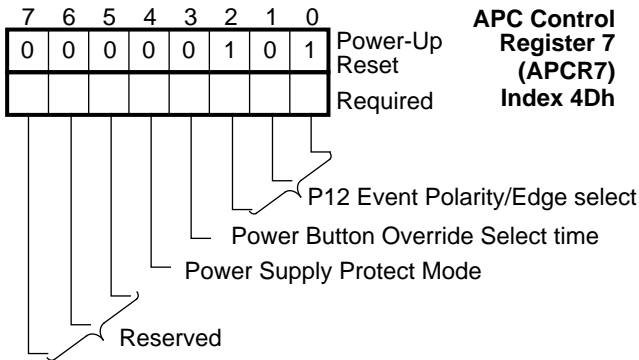 7 6 5 4 3 2 1 0
APC Control
Register 7
(APCR7)
Index 4Dh
0 0 0 0 0 1 0 1
Power-Up
Reset
Required
P12 Event Polarity/Edge select
Power Button Override Select time
Power Supply Protect Mode
Reserved